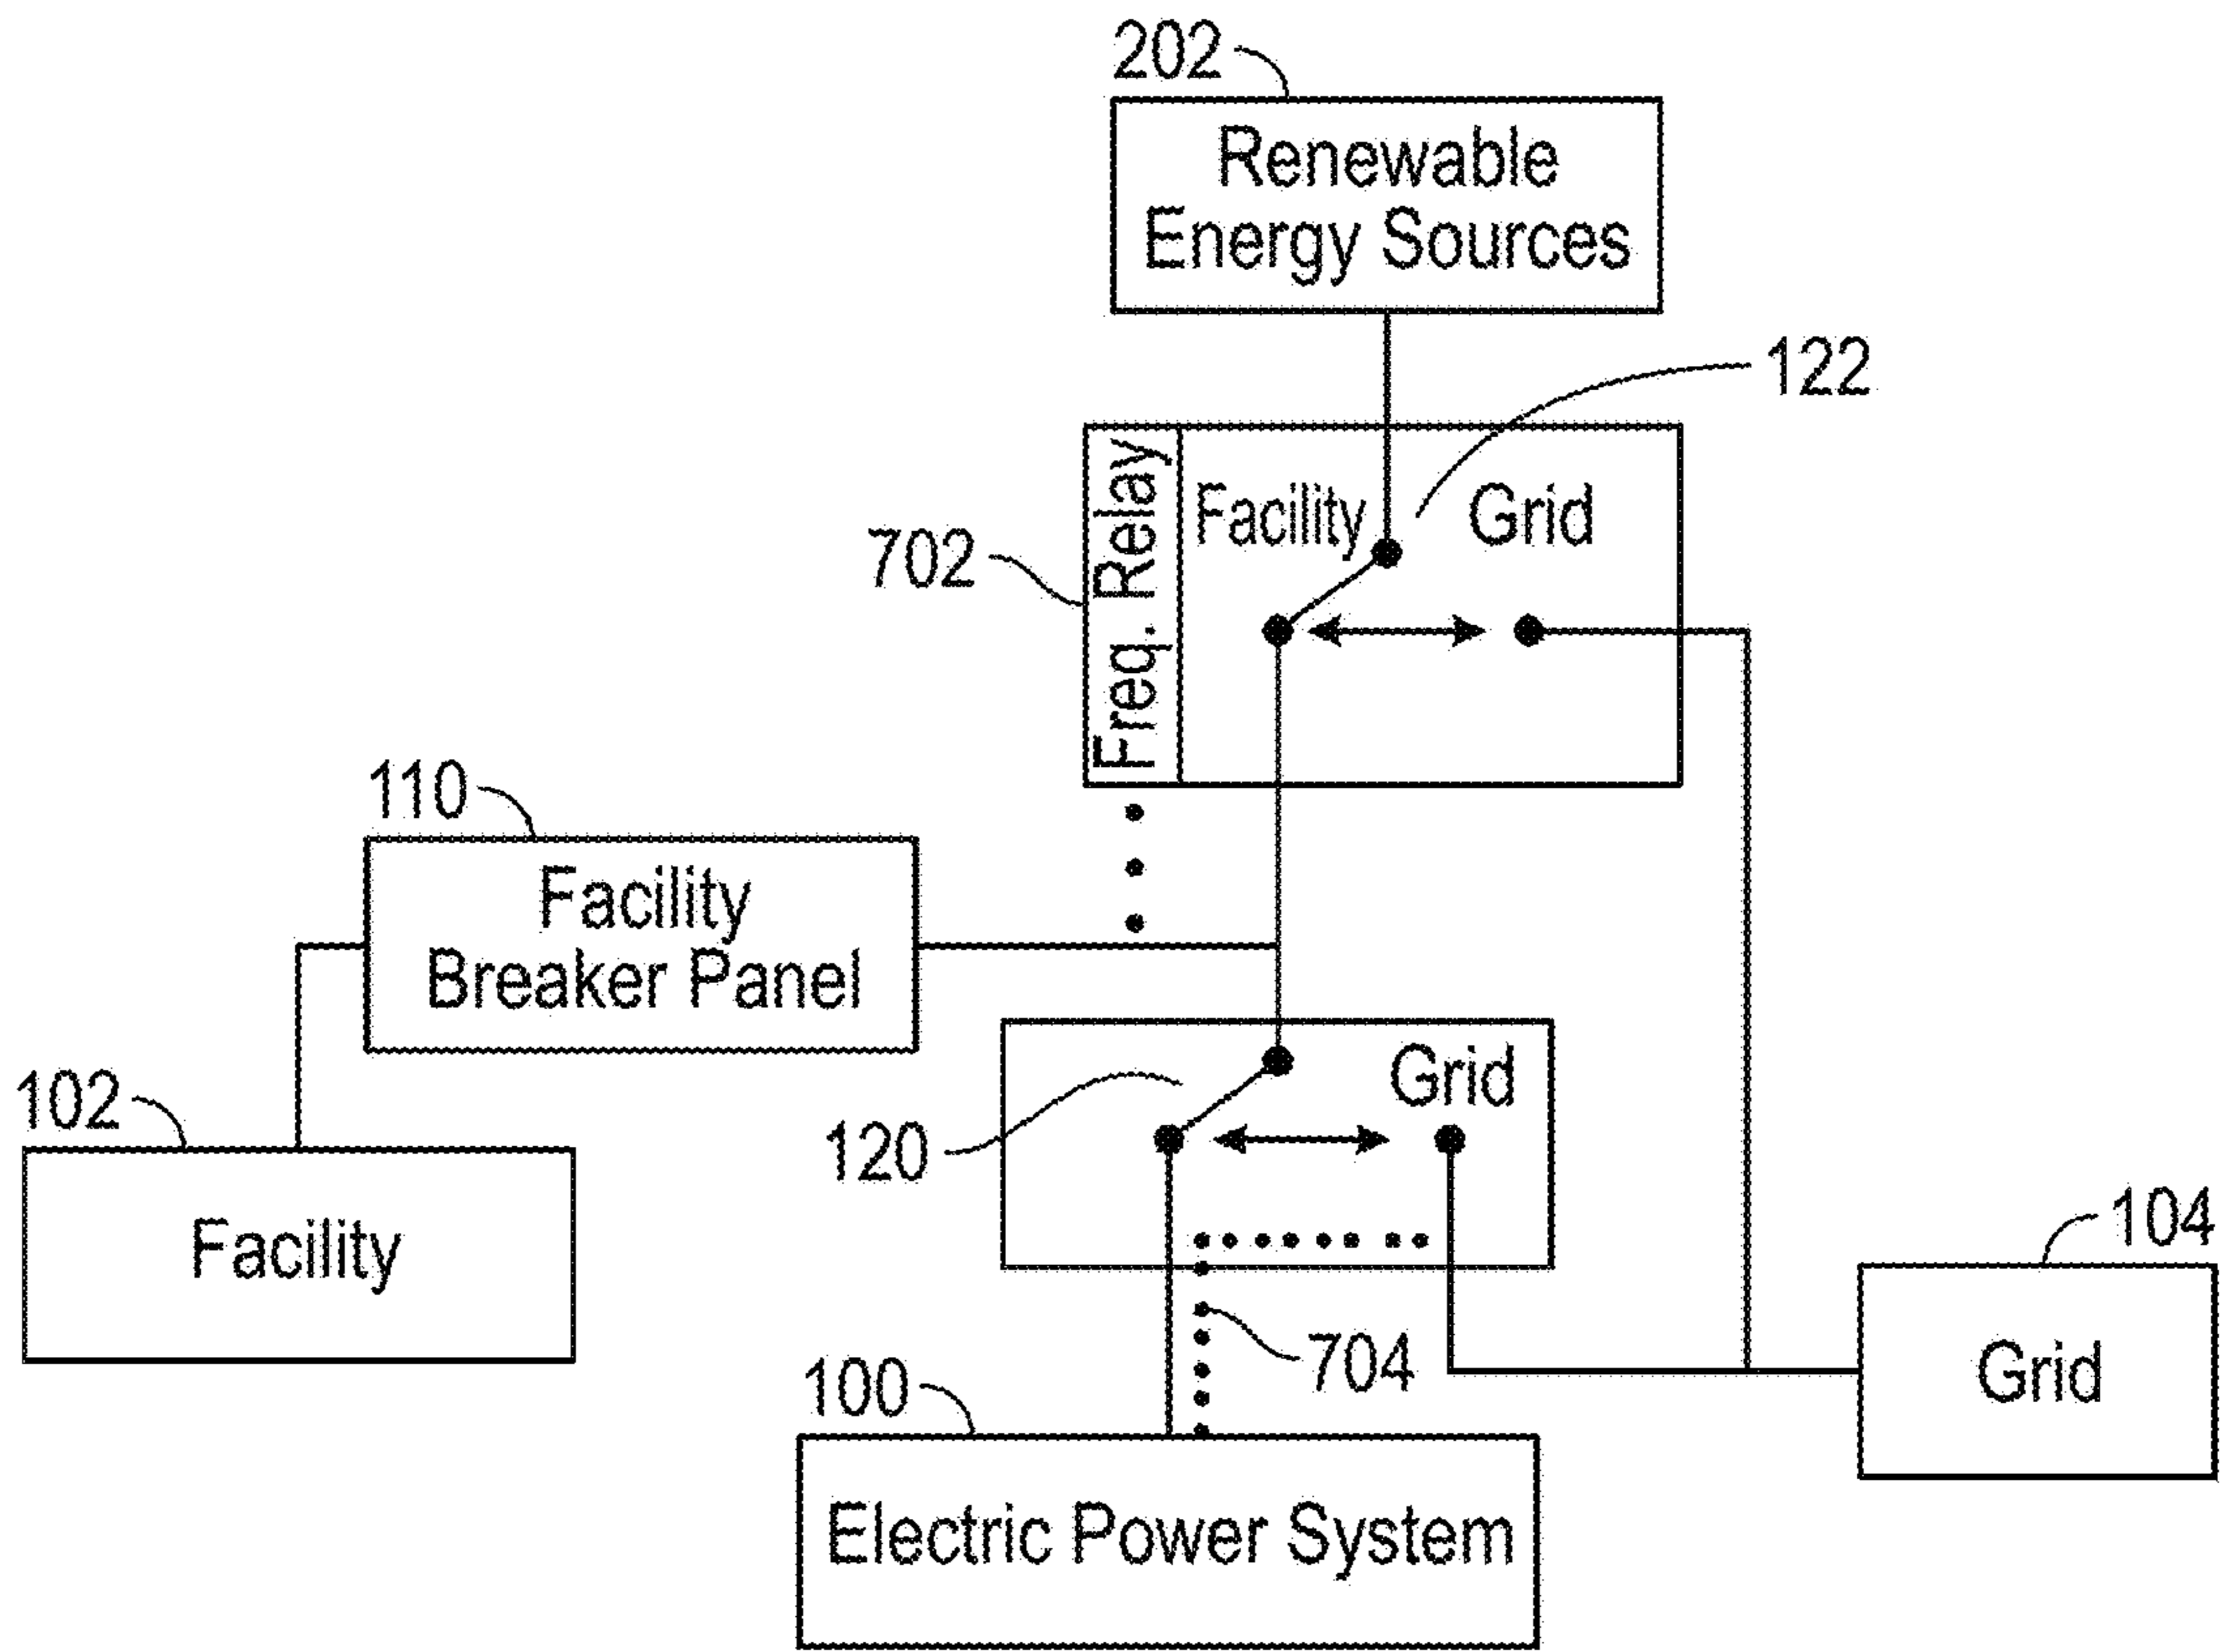 202
Renewable
Energy Sources
122
Freq. Relay
Facility
Grid
702
110
Facility
Breaker Panel
102
Facility
120
Grid
704
104
Grid
100
Electric Power System